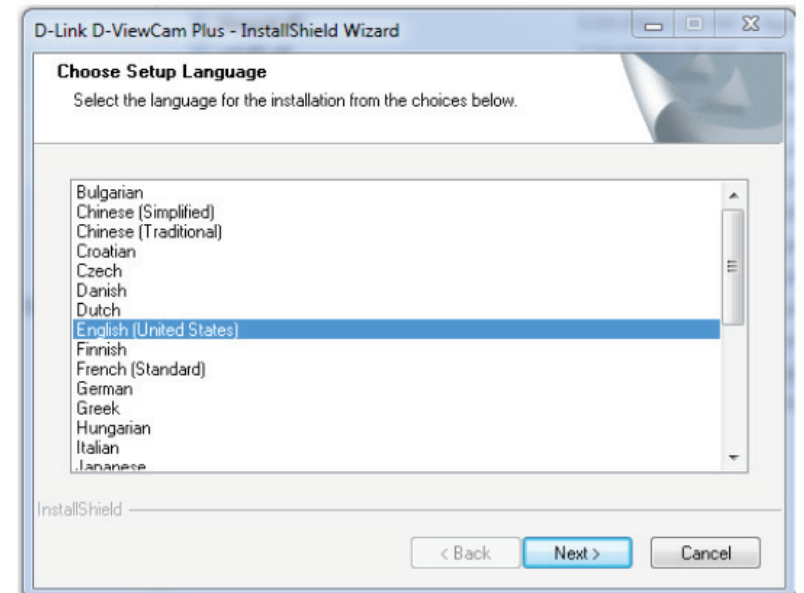 D-Link D-ViewCam Plus - InstallShield Wizard
Choose Setup Language
Select the language for the installation from the choices below.
Bulgarian
Chinese (Simplified)
Chinese (Traditional)
Croatian
Czech
Danish
Dutch
English (United States)
Finnish
French (Standard)
German
Greek
Hungarian
Italian
Japanese
InstallShield
< Back Next > Cancel